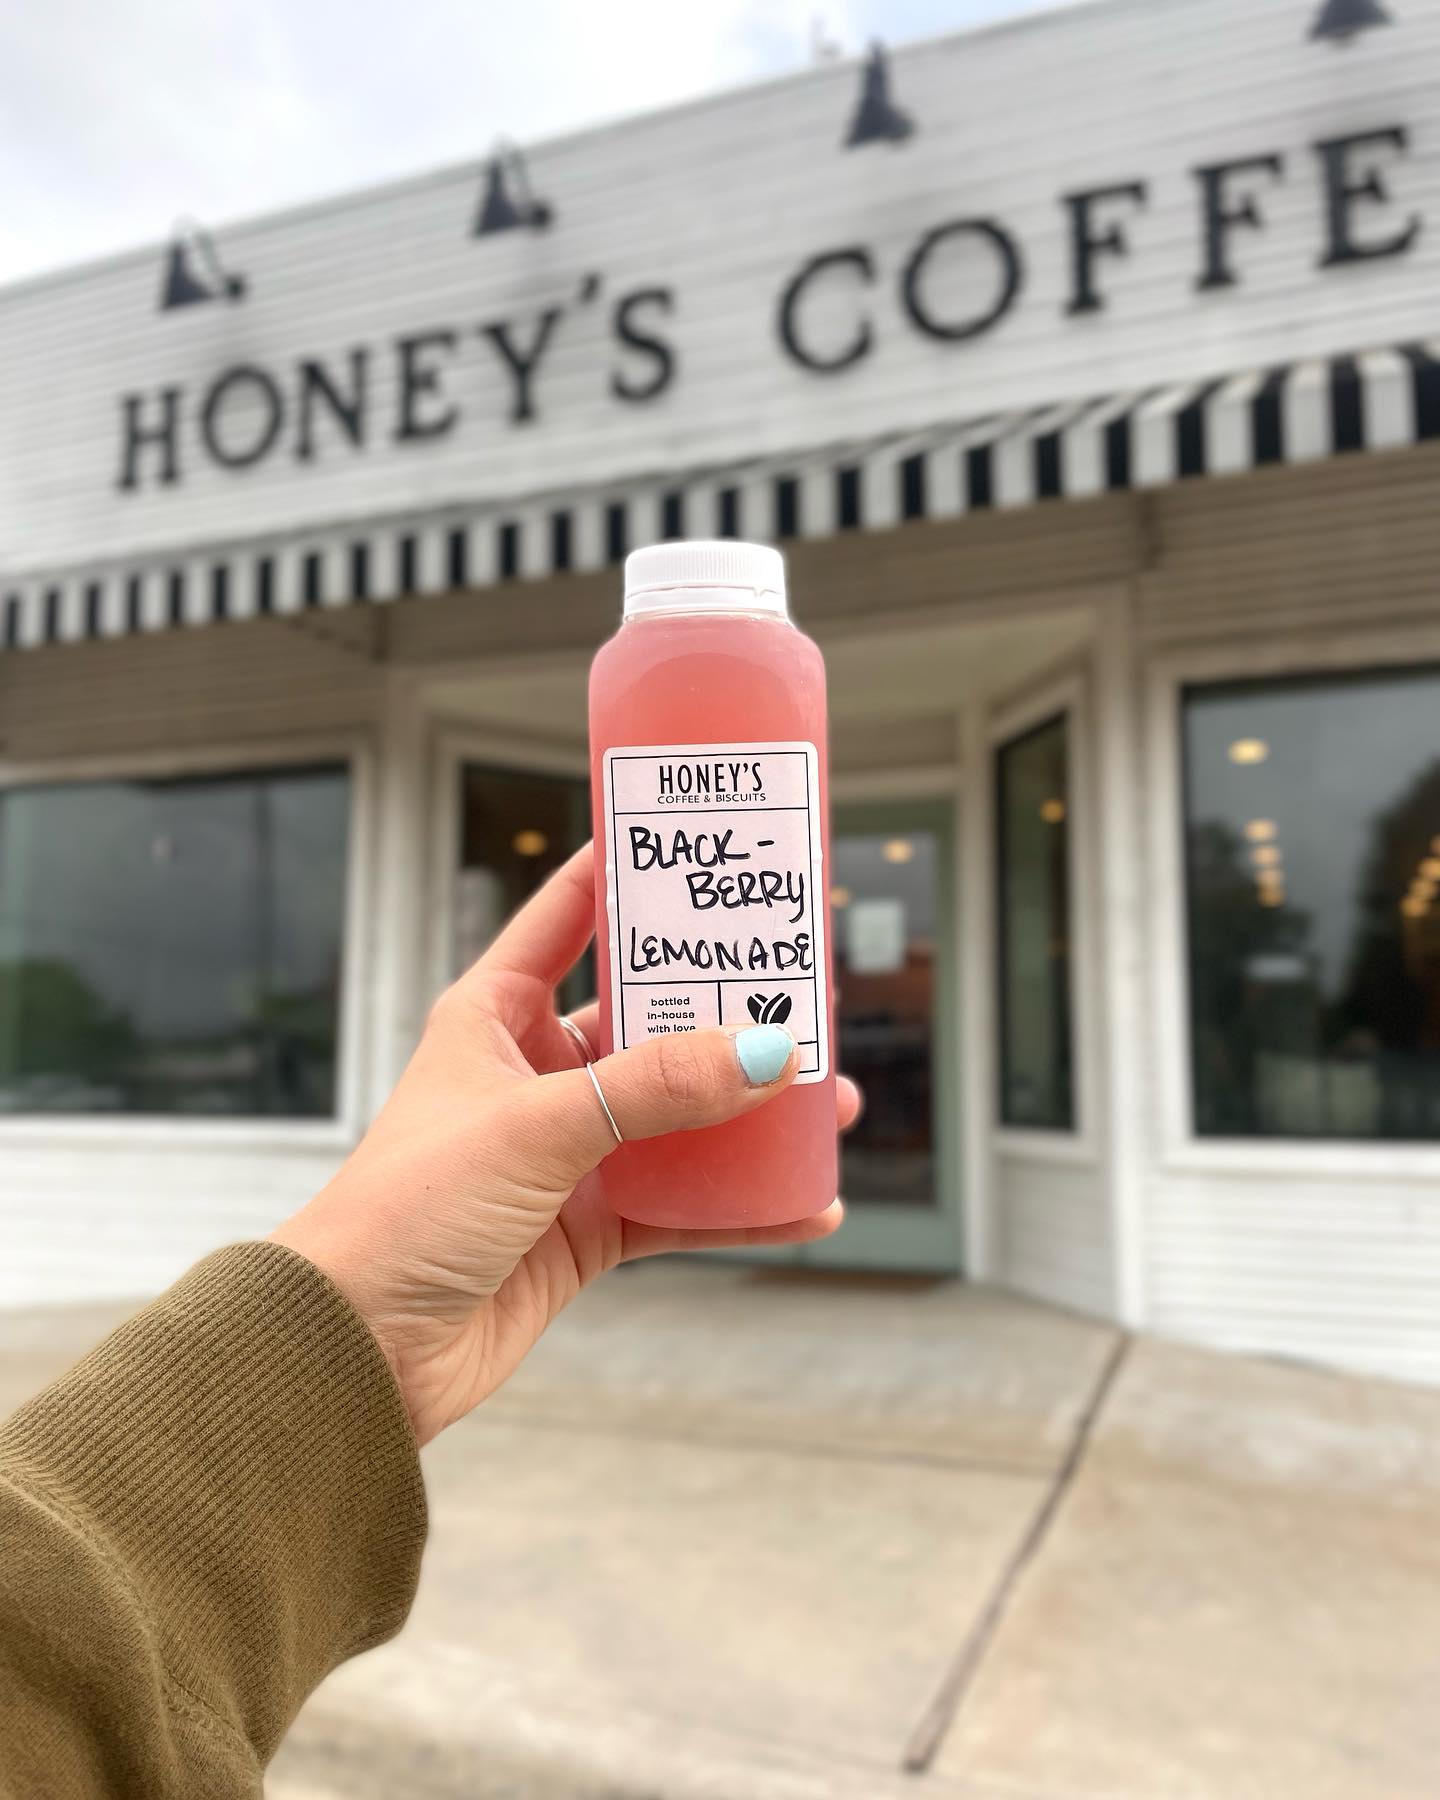 HONEY'S COFFE
HONEY'S
COFFEE & BISCUITS
BLACK-
BERRY
LEMONADE
bottled
in-house
with love